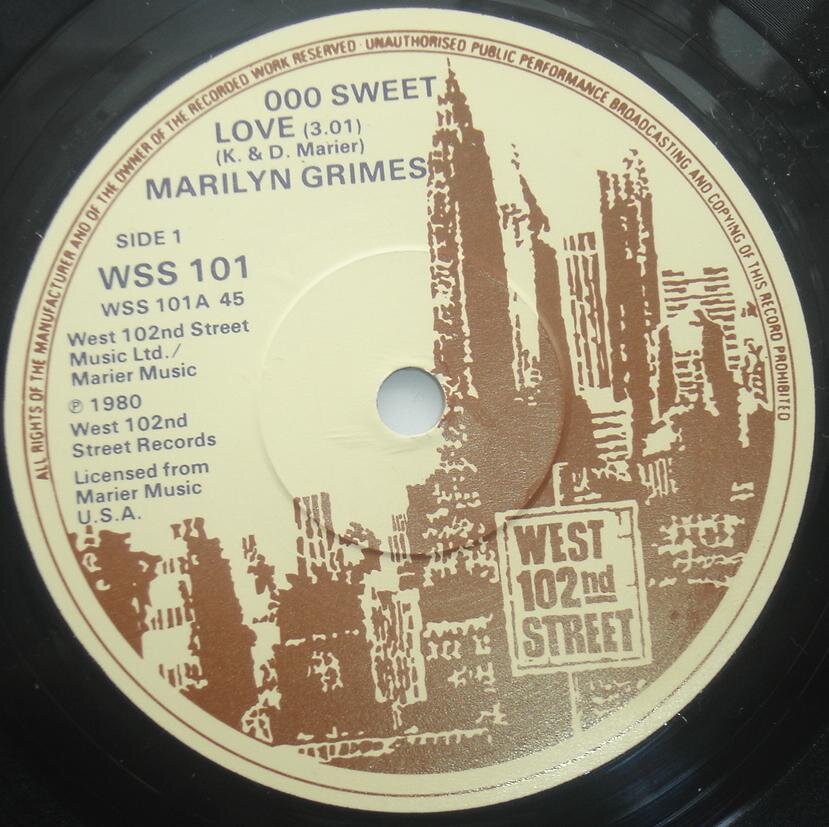 ALL RIGHTS OF THE MANUFACTURER AND OF THE OWNER OF THE RECORDED WORK RESERVED · UNAUTHORISED PUBLIC PERFORMANCE BROADCASTING AND COPYING OF THIS RECORD PROHIBITED
OOO SWEET
LOVE (3.01)
(K. & D. Marier)
MARILYN GRIMES
SIDE 1
WSS 101
WSS 101A 45
West 102nd Street
Music Ltd./
Marier Music
℗ 1980
West 102nd
Street Records
Licensed from
Marier Music
U.S.A.
WEST
102nd
STREET